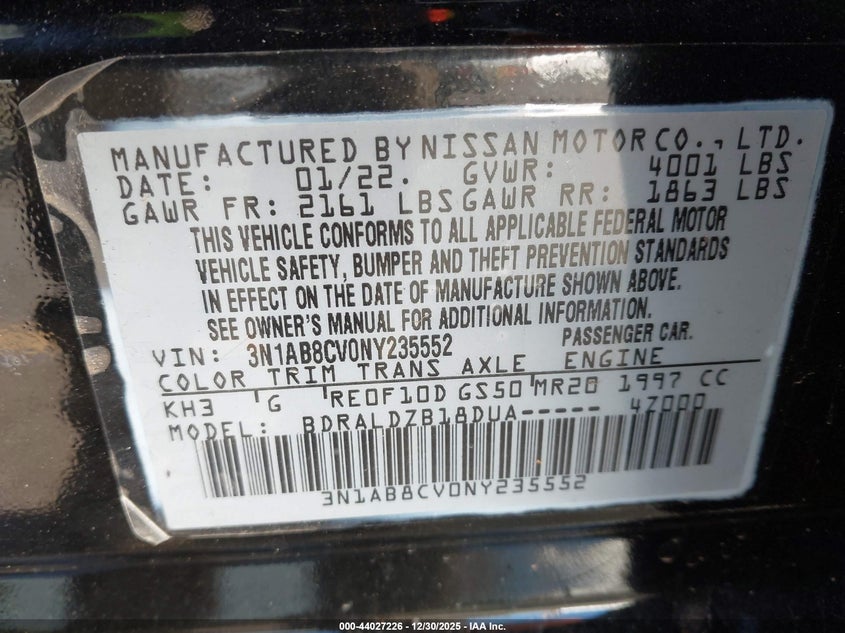 MANUFACTURED BY NISSAN MOTOR CO., LTD.
DATE: 01/22. GVWR: 4001 LBS
GAWR FR: 2161 LBS GAWR RR: 1863 LBS
THIS VEHICLE CONFORMS TO ALL APPLICABLE FEDERAL MOTOR
VEHICLE SAFETY, BUMPER AND THEFT PREVENTION STANDARDS
IN EFFECT ON THE DATE OF MANUFACTURE SHOWN ABOVE.
SEE OWNER'S MANUAL FOR ADDITIONAL INFORMATION.
VIN: 3N1AB8CV0NY235552 PASSENGER CAR.
COLOR TRIM TRANS AXLE ENGINE
KH3 'G 'RE0F10D GS50'MR20 1997 CC
MODEL: BDRALDZB18DUA----- 4Z000
3N1AB8CV0NY235552
000-44027226 - 12/30/2025 - IAA Inc.